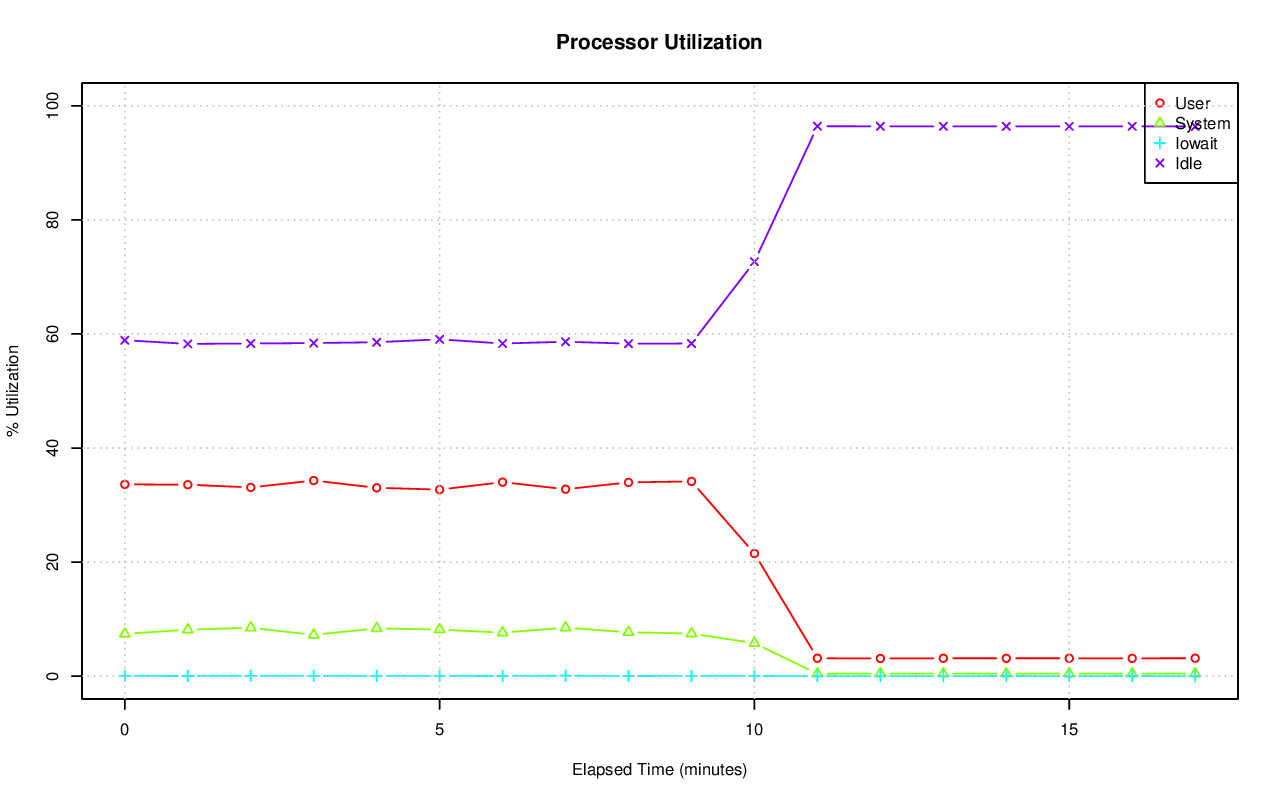 Processor Utilization
User
System
Iowait
Idle
100
80
60
40
20
0
% Utilization
0 5 10 15
Elapsed Time (minutes)